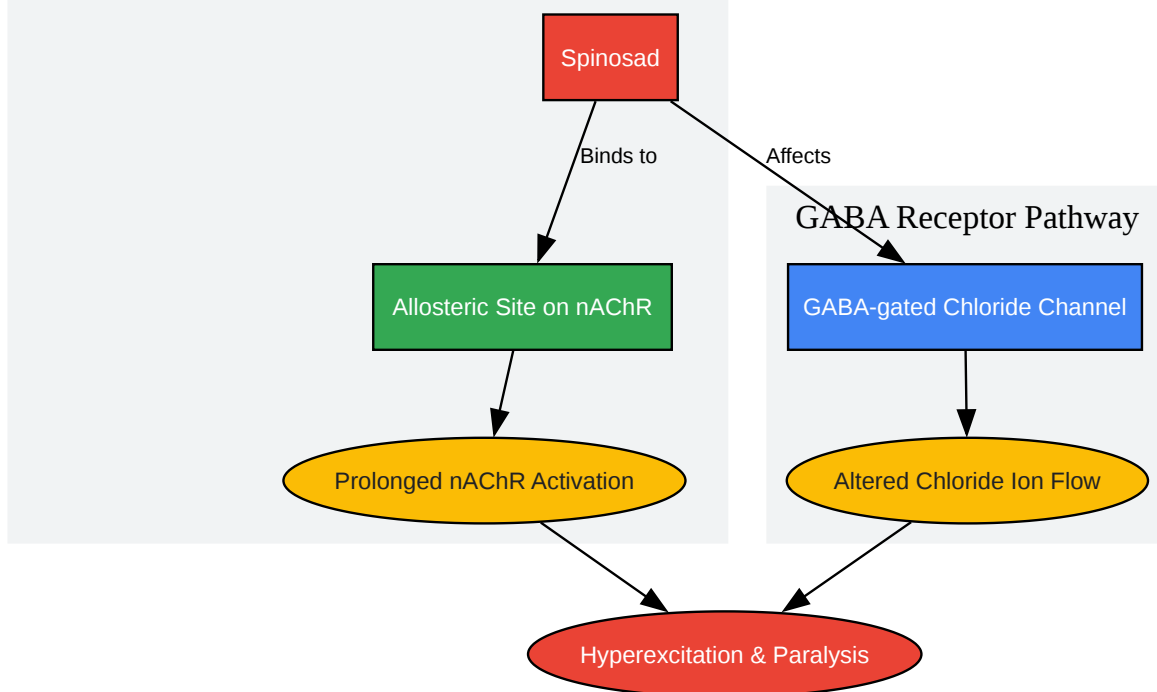 Spinosad
Binds to
Affects
GABA Receptor Pathway
Allosteric Site on nAChR
GABA-gated Chloride Channel
Prolonged nAChR Activation
Altered Chloride Ion Flow
Hyperexcitation & Paralysis